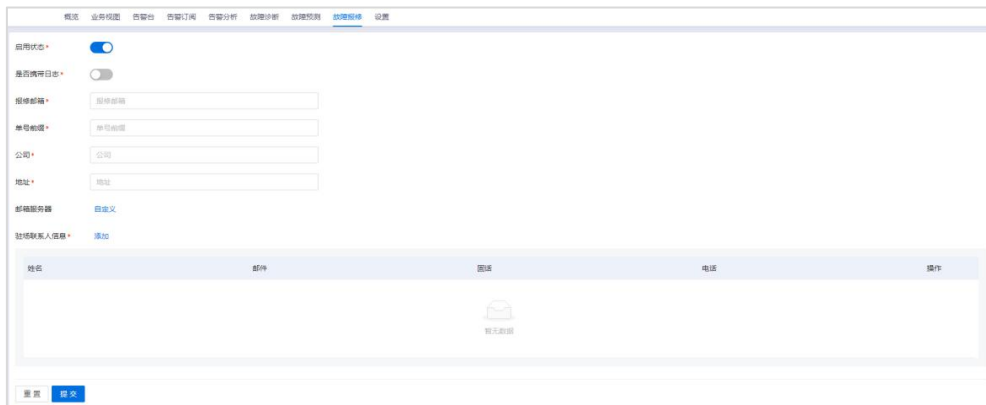 概览 业务视图 告警台 告警订阅 告警分析 故障诊断 故障预测 故障报修 设置
启用状态*
是否携带日志*
报修邮箱* 报修邮箱
单号前缀* 单号前缀
公司* 公司
地址* 地址
邮箱服务器 自定义
驻场联系人信息* 添加
姓名 邮件 固话 电话 操作
暂无数据
重置 提交